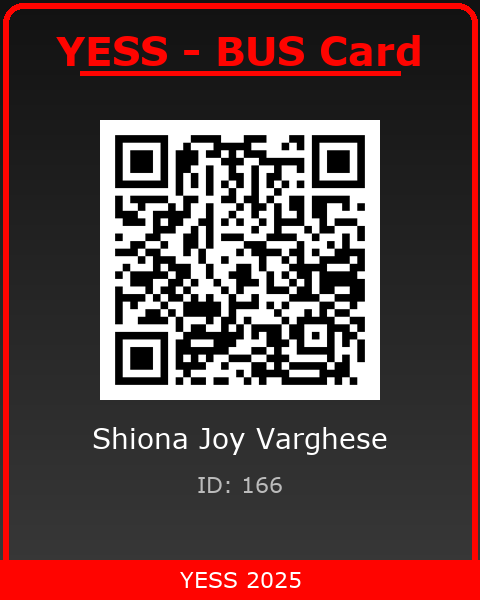 YESS - BUS Card
Shiona Joy Varghese
ID: 166
YESS 2025